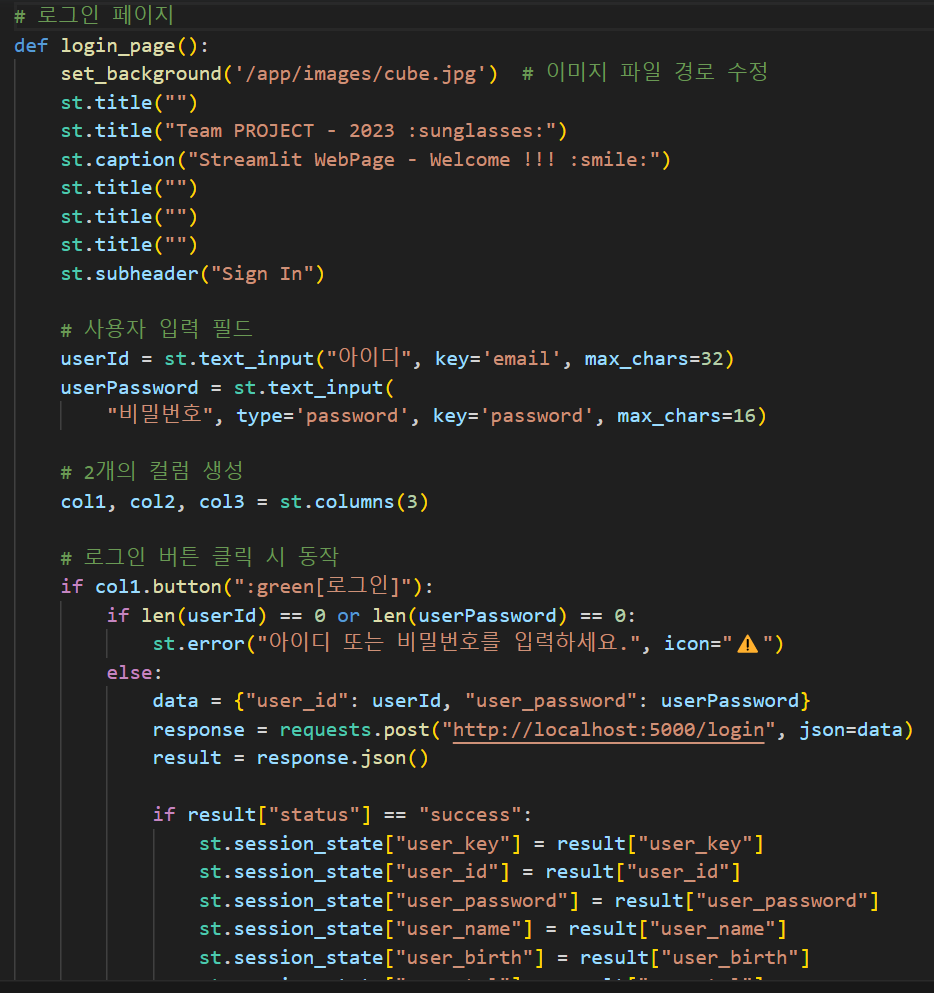 # 로그인 페이지
def login_page():
    set_background('/app/images/cube.jpg')  # 이미지 파일 경로 수정
    st.title("")
    st.title("Team PROJECT - 2023 :sunglasses:")
    st.caption("Streamlit WebPage - Welcome !!! :smile:")
    st.title("")
    st.title("")
    st.title("")
    st.subheader("Sign In")
    # 사용자 입력 필드
    userId = st.text_input("아이디", key='email', max_chars=32)
    userPassword = st.text_input(
        "비밀번호", type='password', key='password', max_chars=16)
    # 2개의 컬럼 생성
    col1, col2, col3 = st.columns(3)
    # 로그인 버튼 클릭 시 동작
    if col1.button(":green[로그인]"):
        if len(userId) == 0 or len(userPassword) == 0:
            st.error("아이디 또는 비밀번호를 입력하세요.", icon="⚠️")
        else:
            data = {"user_id": userId, "user_password": userPassword}
            response = requests.post("http://localhost:5000/login", json=data)
            result = response.json()
            if result["status"] == "success":
                st.session_state["user_key"] = result["user_key"]
                st.session_state["user_id"] = result["user_id"]
                st.session_state["user_password"] = result["user_password"]
                st.session_state["user_name"] = result["user_name"]
                st.session_state["user_birth"] = result["user_birth"]